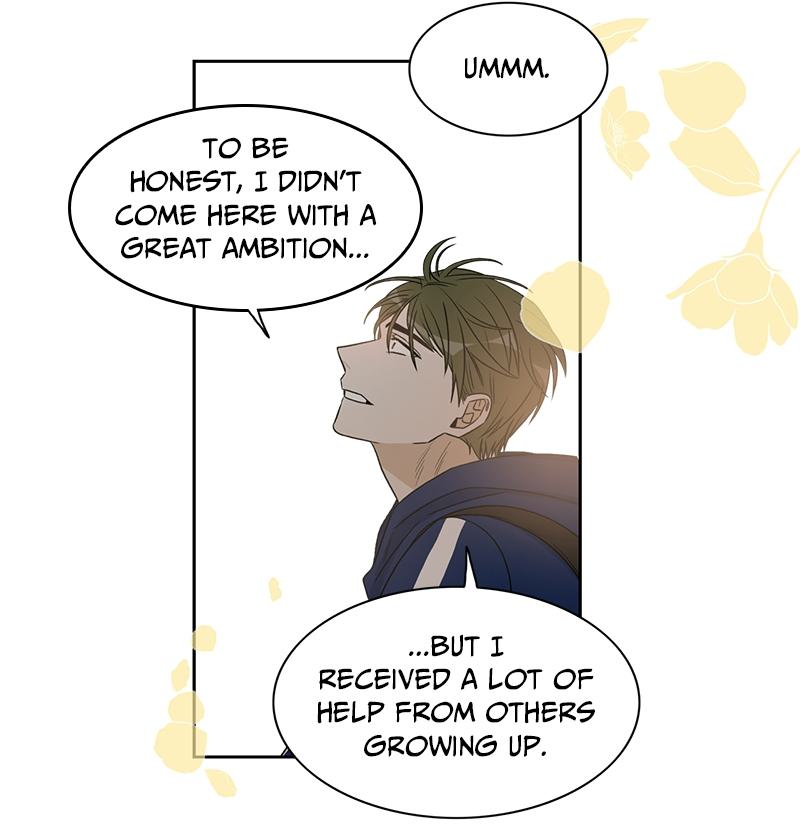 UMMM.
TO BE
HONEST, I DIDN'T
COME HERE WITH A
GREAT AMBITION...
...BUT I
RECEIVED A LOT OF
HELP FROM OTHERS
GROWING UP.